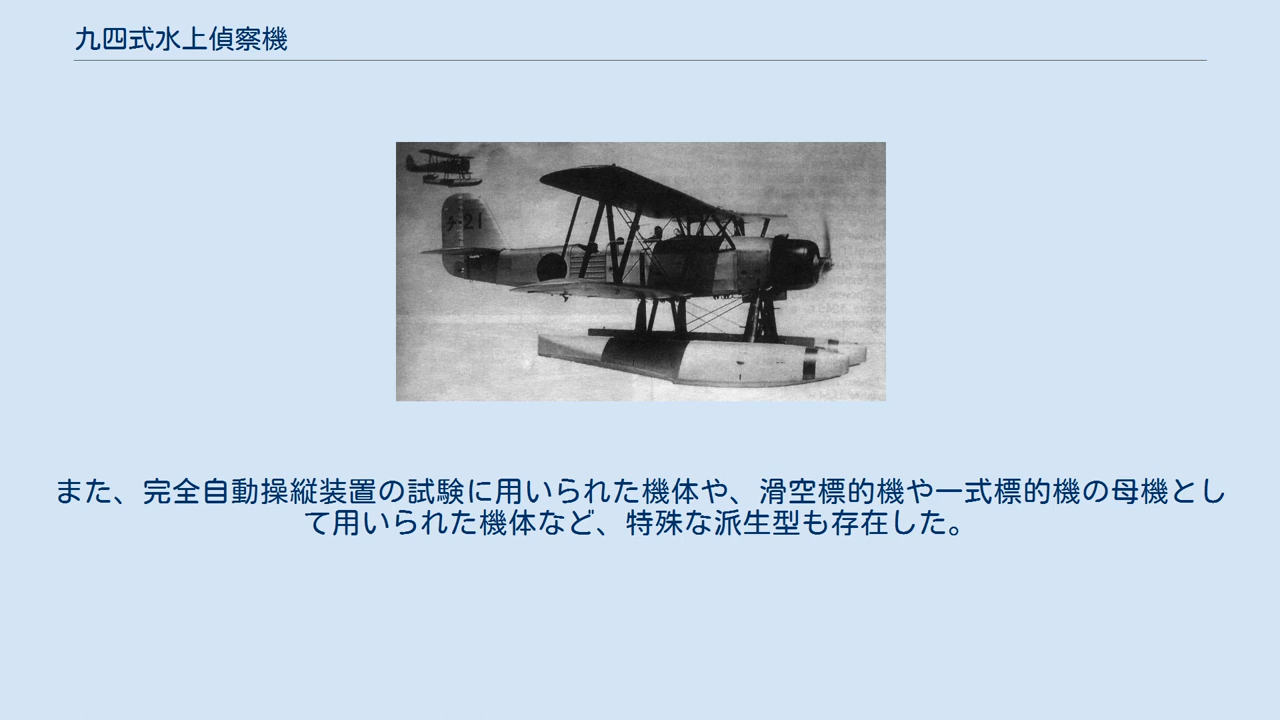 九四式水上偵察機
また、完全自動操縦装置の試験に用いられた機体や、滑空標的機や一式標的機の母機とし
て用いられた機体など、特殊な派生型も存在した。